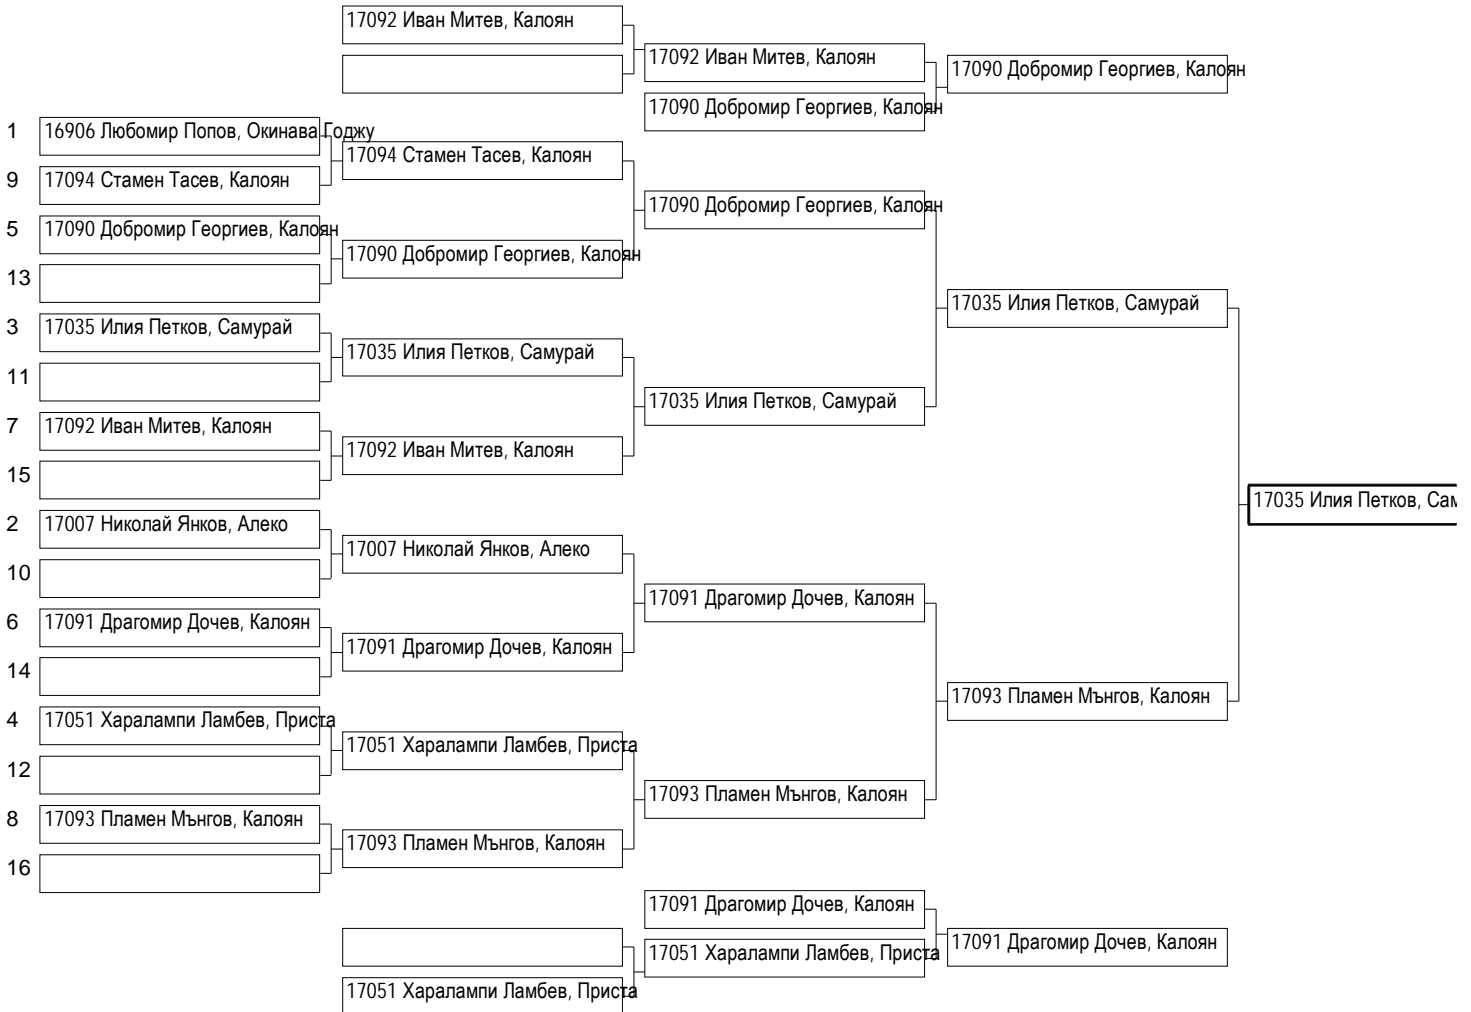 17092 Иван Митев, Калоян
17092 Иван Митев, Калоян
17090 Добромир Георгиев, Калоян
17090 Добромир Георгиев, Калоян
1 16906 Любомир Попов, Окинава Годжу
17094 Стамен Тасев, Калоян
9 17094 Стамен Тасев, Калоян
17090 Добромир Георгиев, Калоян
5 17090 Добромир Георгиев, Калоян
17090 Добромир Георгиев, Калоян
13
17035 Илия Петков, Самурай
3 17035 Илия Петков, Самурай
17035 Илия Петков, Самурай
11
17035 Илия Петков, Самурай
7 17092 Иван Митев, Калоян
17092 Иван Митев, Калоян
15
17035 Илия Петков, Сам
2 17007 Николай Янков, Алеко
17007 Николай Янков, Алеко
10
17091 Драгомир Дочев, Калоян
6 17091 Драгомир Дочев, Калоян
17091 Драгомир Дочев, Калоян
14
17093 Пламен Мънгов, Калоян
4 17051 Харалампи Ламбев, Приста
17051 Харалампи Ламбев, Приста
12
17093 Пламен Мънгов, Калоян
8 17093 Пламен Мънгов, Калоян
17093 Пламен Мънгов, Калоян
16
17091 Драгомир Дочев, Калоян
17091 Драгомир Дочев, Калоян
17051 Харалампи Ламбев, Приста
17051 Харалампи Ламбев, Приста